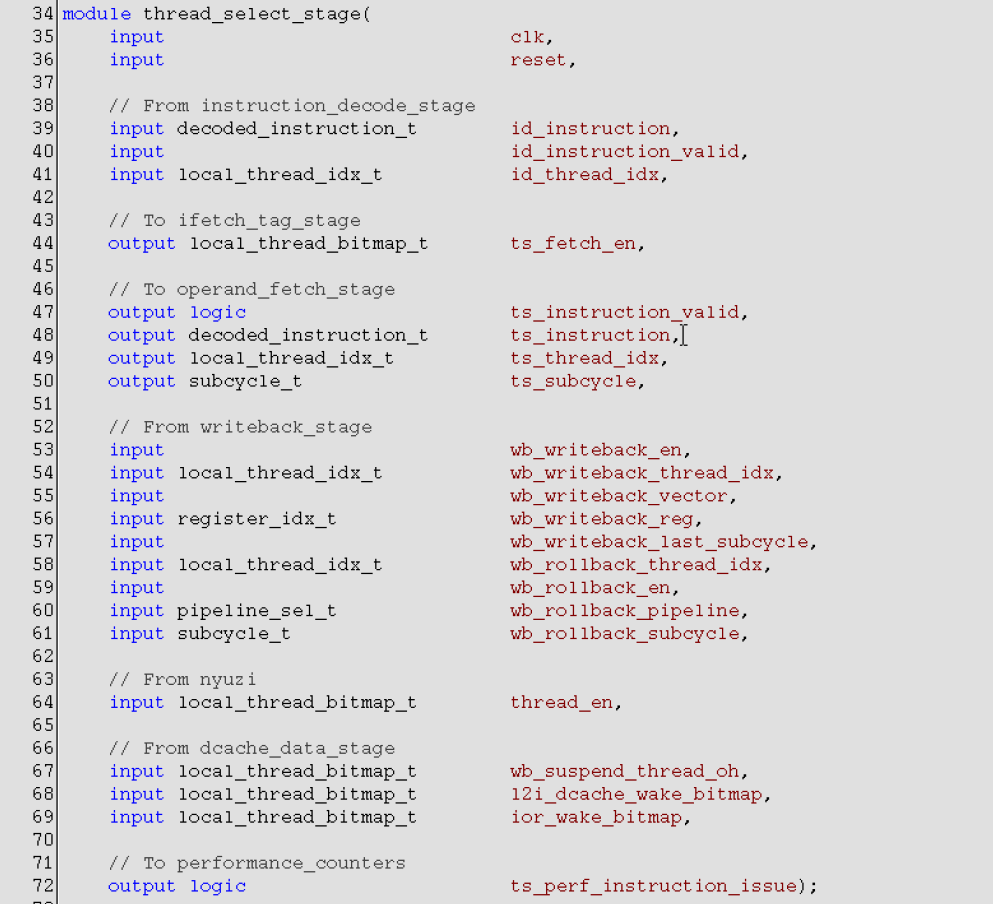 34 module thread_select_stage(
35     input                               clk,
36     input                               reset,
37
38     // From instruction_decode_stage
39     input decoded_instruction_t         id_instruction,
40     input                               id_instruction_valid,
41     input local_thread_idx_t            id_thread_idx,
42
43     // To ifetch_tag_stage
44     output local_thread_bitmap_t        ts_fetch_en,
45
46     // To operand_fetch_stage
47     output logic                        ts_instruction_valid,
48     output decoded_instruction_t        ts_instruction,
49     output local_thread_idx_t           ts_thread_idx,
50     output subcycle_t                   ts_subcycle,
51
52     // From writeback_stage
53     input                               wb_writeback_en,
54     input local_thread_idx_t            wb_writeback_thread_idx,
55     input                               wb_writeback_vector,
56     input register_idx_t                wb_writeback_reg,
57     input                               wb_writeback_last_subcycle,
58     input local_thread_idx_t            wb_rollback_thread_idx,
59     input                               wb_rollback_en,
60     input pipeline_sel_t                wb_rollback_pipeline,
61     input subcycle_t                    wb_rollback_subcycle,
62
63     // From nyuzi
64     input local_thread_bitmap_t         thread_en,
65
66     // From dcache_data_stage
67     input local_thread_bitmap_t         wb_suspend_thread_oh,
68     input local_thread_bitmap_t         l2i_dcache_wake_bitmap,
69     input local_thread_bitmap_t         ior_wake_bitmap,
70
71     // To performance_counters
72     output logic                        ts_perf_instruction_issue);